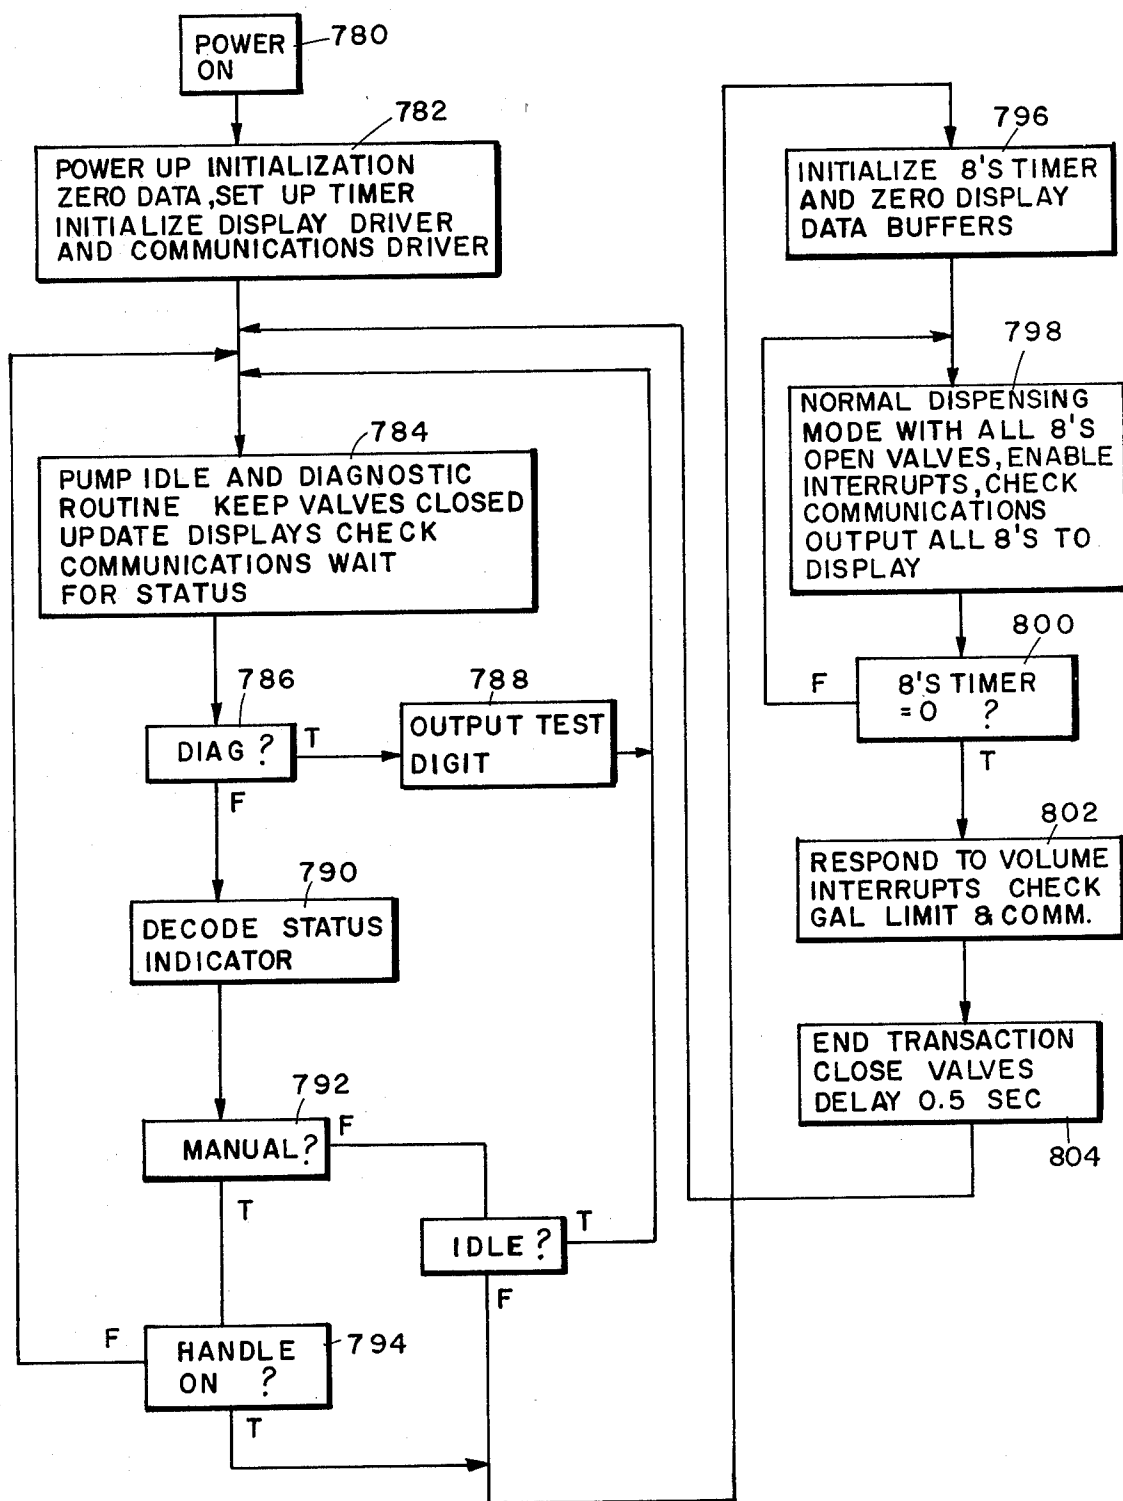 POWER
ON
780
782
POWER UP INITIALIZATION
ZERO DATA, SET UP TIMER
INITIALIZE DISPLAY DRIVER
AND COMMUNICATIONS DRIVER
784
PUMP IDLE AND DIAGNOSTIC
ROUTINE KEEP VALVES CLOSED
UPDATE DISPLAYS CHECK
COMMUNICATIONS WAIT
FOR STATUS
786
DIAG ?
T
F
788
OUTPUT TEST
DIGIT
790
DECODE STATUS
INDICATOR
792
MANUAL?
F
T
IDLE ?
T
F
HANDLE
ON ?
794
F
T
796
INITIALIZE 8'S TIMER
AND ZERO DISPLAY
DATA BUFFERS
798
NORMAL DISPENSING
MODE WITH ALL 8'S
OPEN VALVES, ENABLE
INTERRUPTS, CHECK
COMMUNICATIONS
OUTPUT ALL 8'S TO
DISPLAY
800
8'S TIMER
=0 ?
F
T
802
RESPOND TO VOLUME
INTERRUPTS CHECK
GAL LIMIT & COMM.
END TRANSACTION
CLOSE VALVES
DELAY 0.5 SEC
804